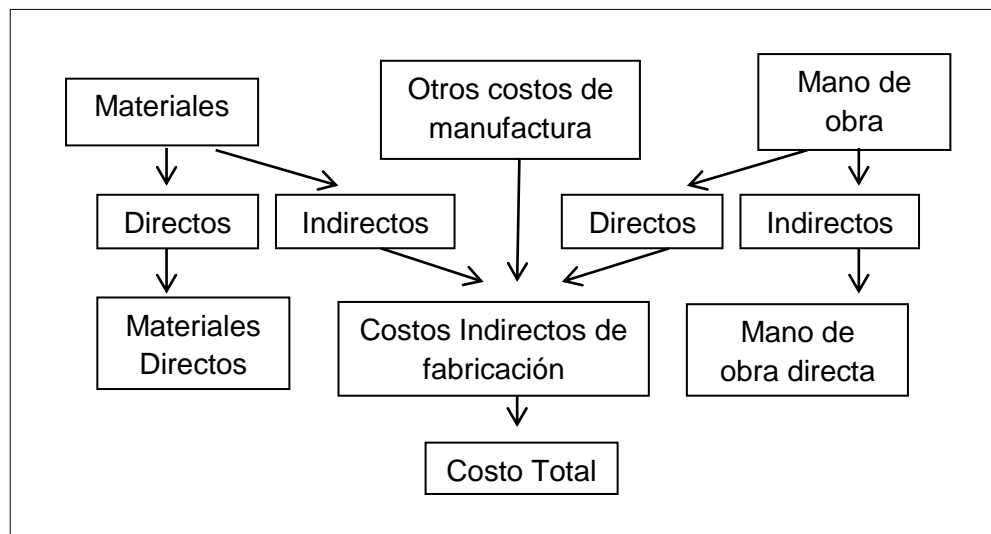 Materiales
Otros costos de
manufactura
Mano de
obra
Directos
Indirectos
Directos
Indirectos
Materiales
Directos
Costos Indirectos de
fabricación
Mano de
obra directa
Costo Total